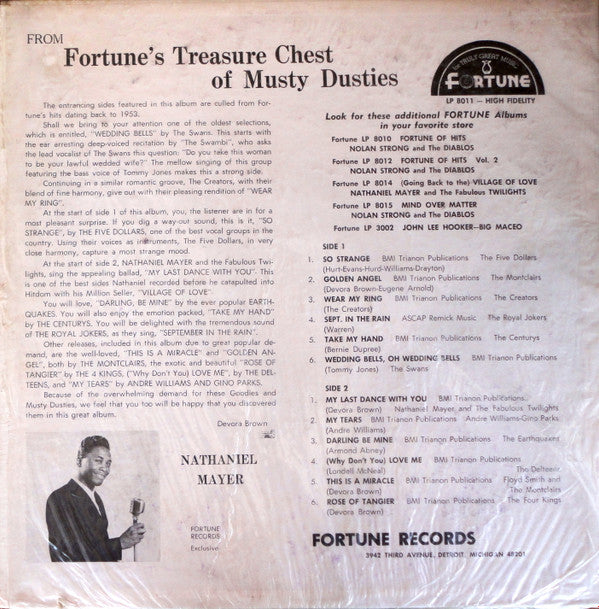 FROM
Fortune's Treasure Chest
of Musty Dusties
The entrancing sides featured in this album are culled from For-
tune's hits dating back to 1953.
Shall we bring to your attention one of the oldest selections,
which is entitled, "WEDDING BELLS" by The Swans. This starts with
the ear arresting deep-voiced recitation by "The Swambi", who asks
the lead vocalist of The Swans this question: "Do you take this woman
to be your lawful wedded wife?" The mellow singing of this group
featuring the bass voice of Tommy Jones makes this a strong side.
Continuing in a similar romantic groove, The Creators, with their
blend of fine harmony, give out with their pleasing rendition of "WEAR
MY RING".
At the start of side 1 of this album, you, the listener are in for a
most pleasant surprise. If you dig a way-out sound, this is it, "SO
STRANGE", by THE FIVE DOLLARS, one of the best vocal groups in the
country. Using their voices as instruments, The Five Dollars, in very
close harmony, capture a most strange mood.
At the start of side 2, NATHANIEL MAYER and the Fabulous Twi-
lights, sing the appealing ballad, "MY LAST DANCE WITH YOU". This
is one of the best sides Nathaniel recorded before he catapulted into
Hitdom with his Million Seller, "VILLAGE OF LOVE".
You will love, "DARLING, BE MINE" by the ever popular EARTH-
QUAKES. You will also enjoy the emotion packed, "TAKE MY HAND"
by THE CENTURYS. You will be delighted with the tremendous sound
of THE ROYAL JOKERS, as they sing, "SEPTEMBER IN THE RAIN".
Other releases, included in this album due to great popular de-
mand, are the well-loved, "THIS IS A MIRACLE" and "GOLDEN AN-
GEL", both by THE MONTCLAIRS, the exotic and beautiful "ROSE OF
TANGIER" by THE 4 KINGS, ("Why Don't You) LOVE ME", by THE DEL-
TEENS, and "MY TEARS" by ANDRE WILLIAMS AND GINO PARKS.
Because of the overwhelming demand for these Goodies and
Musty Dusties, we feel that you too will be happy that you discovered
them in this great album.
Devora Brown
NATHANIEL
MAYER
FORTUNE
RECORDS
Exclusive
for TRULY GREAT MUSIC
FORTUNE
LP 8011 — HIGH FIDELITY
Look for these additional FORTUNE Albums
in your favorite store
Fortune LP 8010 FORTUNE OF HITS
NOLAN STRONG and The DIABLOS
Fortune LP 8012 FORTUNE OF HITS Vol. 2
NOLAN STRONG and The DIABLOS
Fortune LP 8014 (Going Back to the) VILLAGE OF LOVE
NATHANIEL MAYER and The Fabulous TWILIGHTS
Fortune LP 8015 MIND OVER MATTER
NOLAN STRONG and The DIABLOS
Fortune LP 3002 JOHN LEE HOOKER-BIG MACEO
SIDE 1
1. SO STRANGE BMI Trianon Publications The Five Dollars
(Hurt-Evans-Hurd-Williams-Drayton)
2. GOLDEN ANGEL BMI Trianon Publications The Montclairs
(Devora Brown-Eugene Arnold)
3. WEAR MY RING BMI Trianon Publications The Creators
(The Creators)
4. SEPT. IN THE RAIN ASCAP Remick Music The Royal Jokers
(Warren)
5. TAKE MY HAND BMI Trianon Publications The Centurys
(Bernie Dupree)
6. WEDDING BELLS, OH WEDDING BELLS BMI Trianon Publications
(Tommy Jones) The Swans
SIDE 2
1. MY LAST DANCE WITH YOU BMI Trianon Publications
(Devora Brown) Nathaniel Mayer and The Fabulous Twilights
2. MY TEARS BMI Trianon Publications Andre Williams-Gino Parks
(Andre Williams)
3. DARLING BE MINE BMI Trianon Publications The Earthquakes
(Armond Abney)
4. (Why Don't You) LOVE ME BMI Trianon Publications
(Londell McNeal) The Delteens
5. THIS IS A MIRACLE BMI Trianon Publications Floyd Smith and
(Devora Brown) The Montclairs
6. ROSE OF TANGIER BMI Trianon Publications The Four Kings
(Devora Brown)
FORTUNE RECORDS
3942 THIRD AVENUE, DETROIT, MICHIGAN 48201